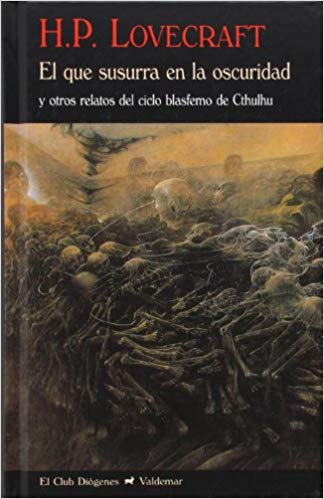 H.P. LOVECRAFT
El que susurra en la oscuridad
y otros relatos del ciclo blasfemo de Cthulhu
El Club Diógenes Valdemar